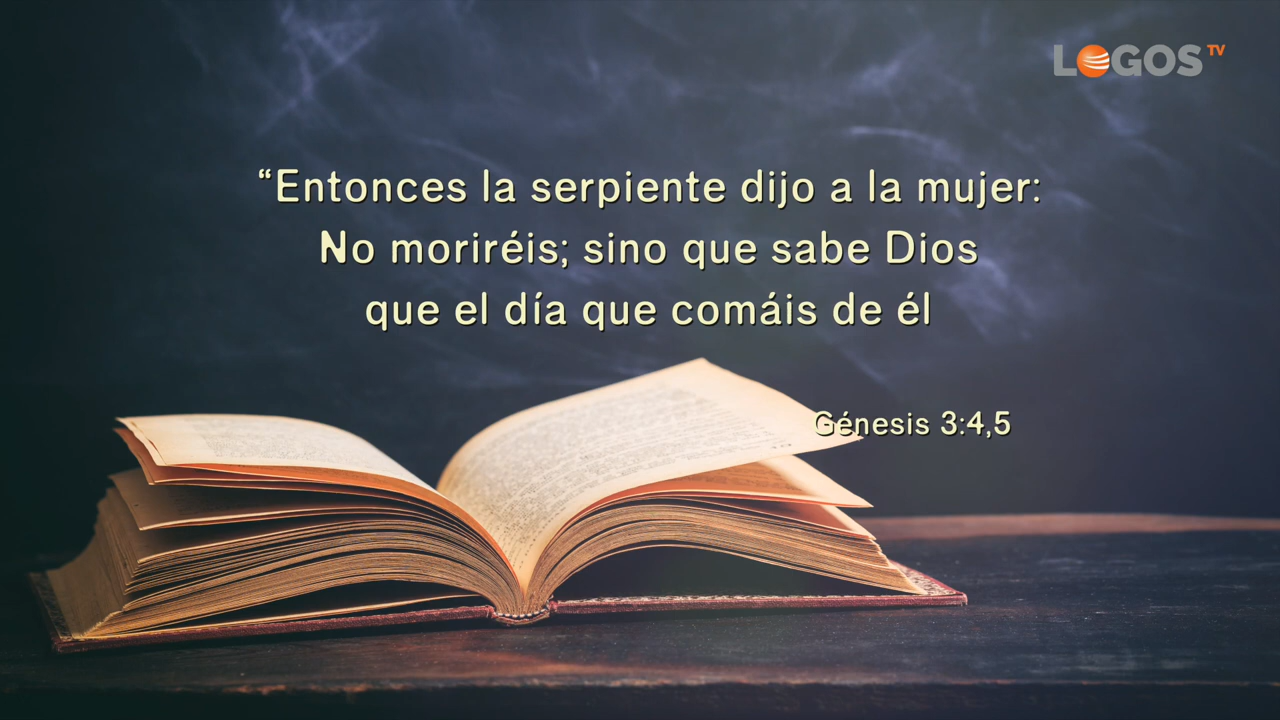 LOGOS TV
“Entonces la serpiente dijo a la mujer:
No moriréis; sino que sabe Dios
que el día que comáis de él
Génesis 3:4,5